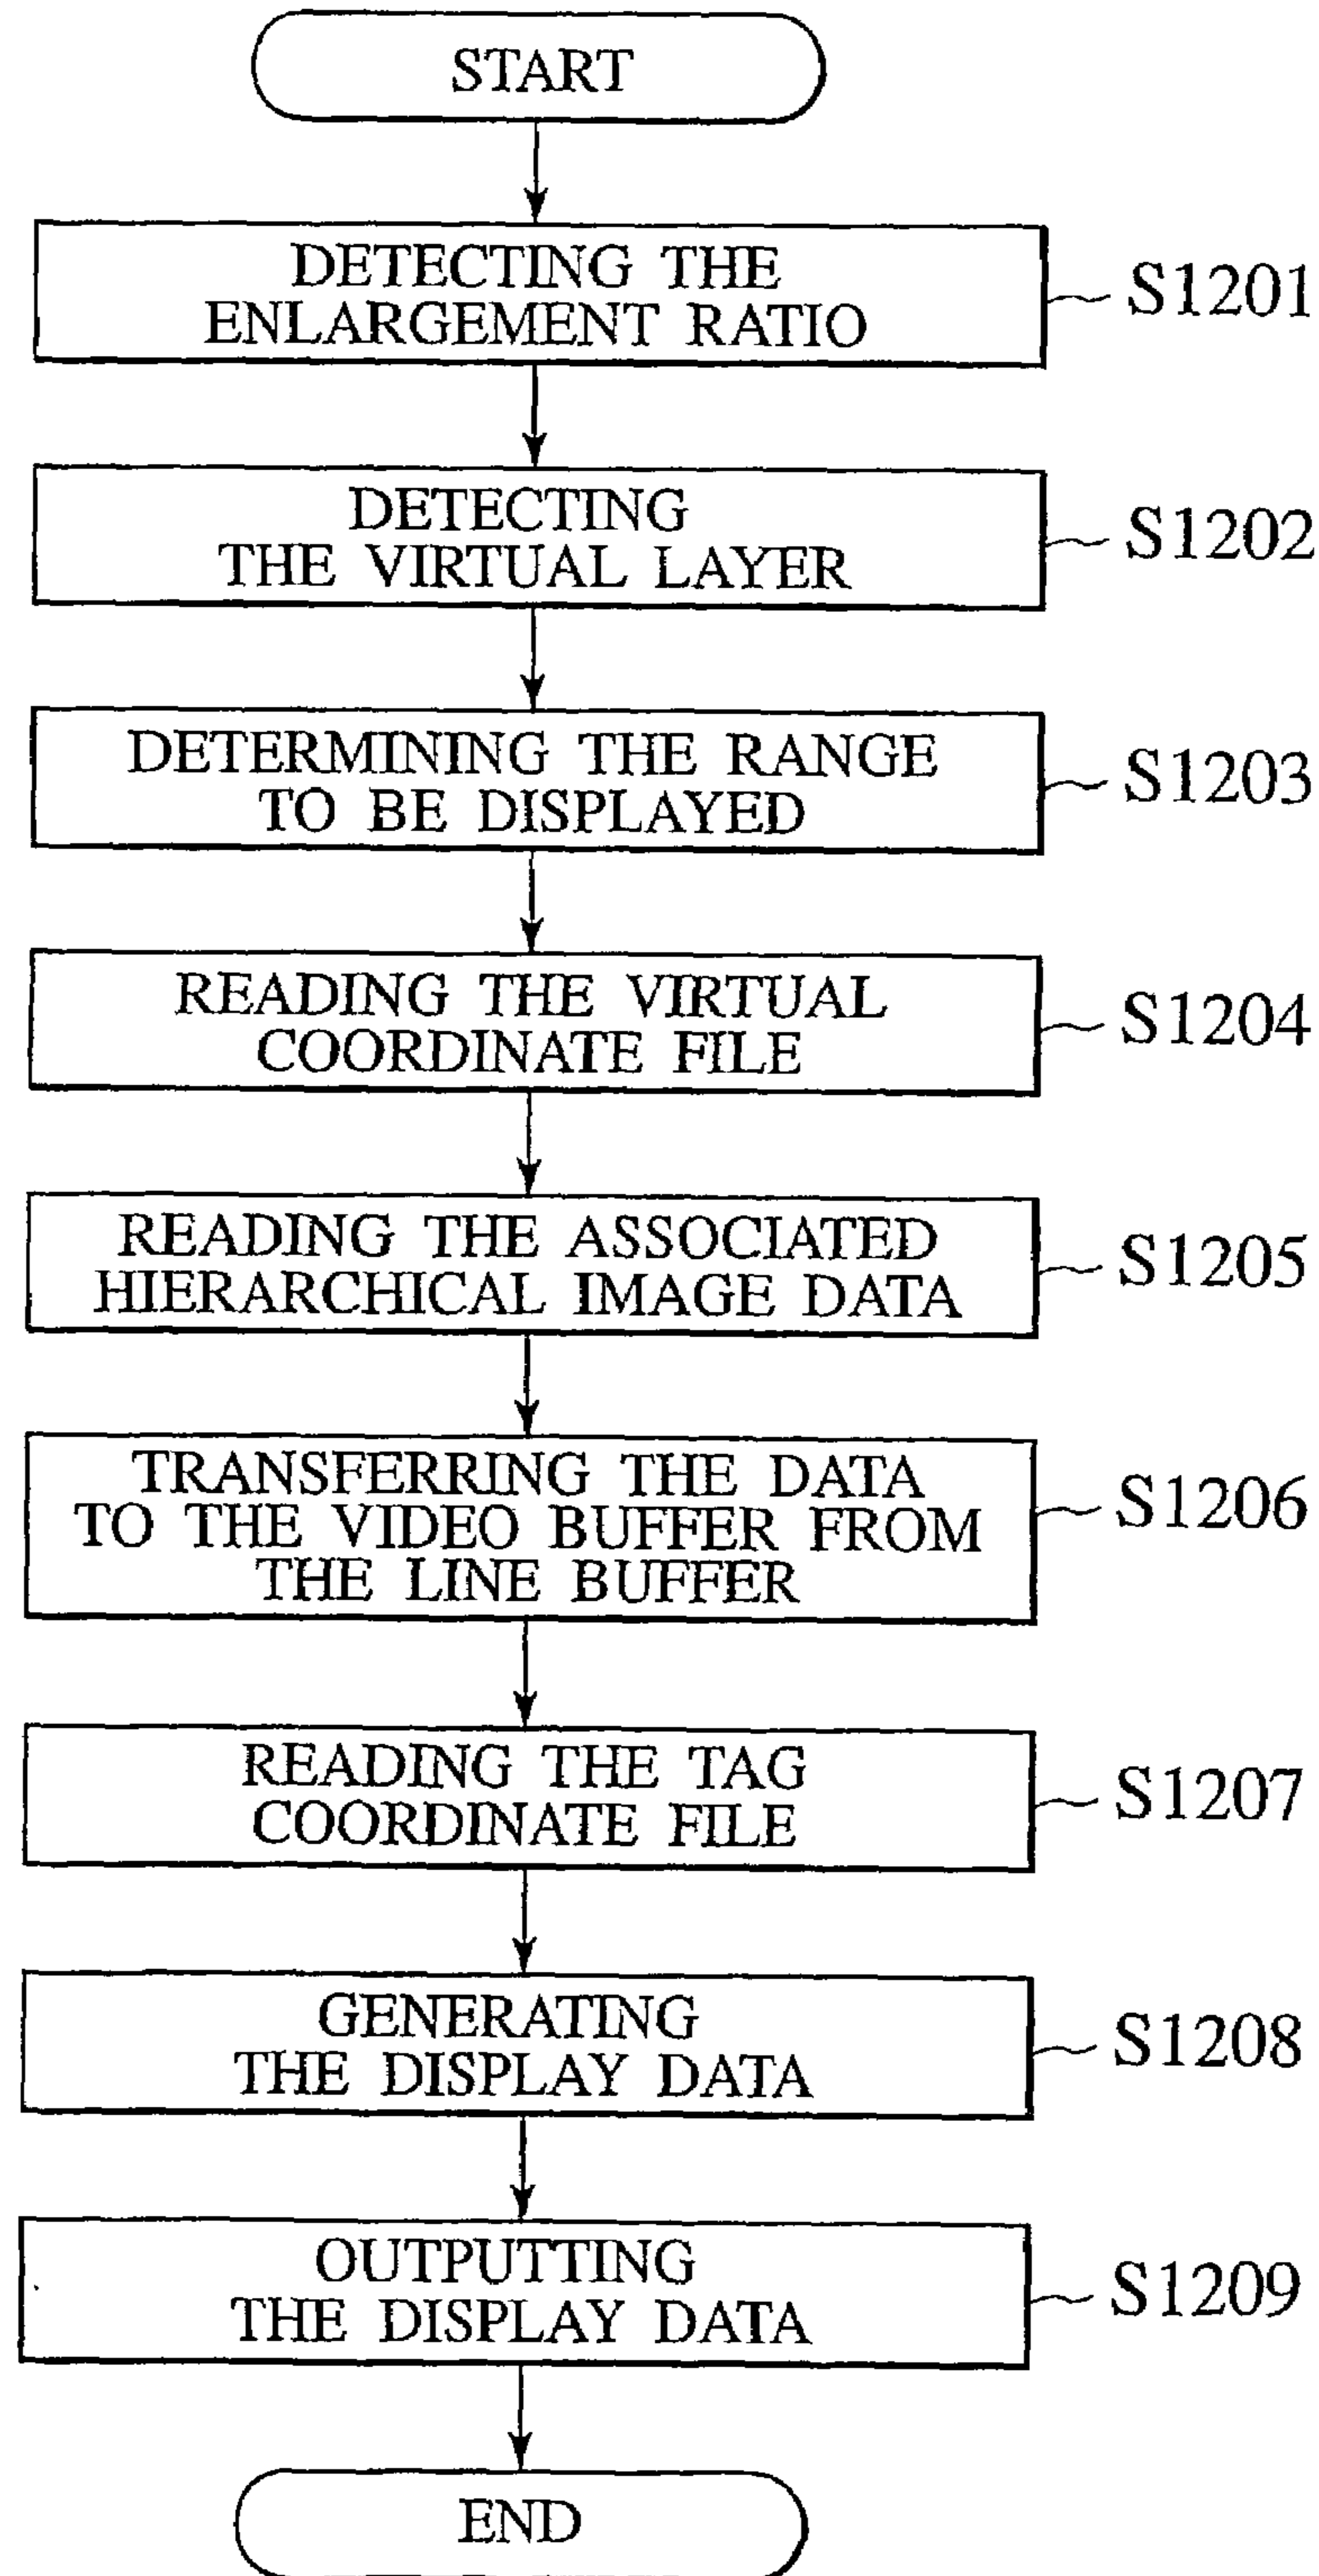 START
DETECTING THE
ENLARGEMENT RATIO
S1201
DETECTING
THE VIRTUAL LAYER
S1202
DETERMINING THE RANGE
TO BE DISPLAYED
S1203
READING THE VIRTUAL
COORDINATE FILE
S1204
READING THE ASSOCIATED
HIERARCHICAL IMAGE DATA
S1205
TRANSFERRING THE DATA
TO THE VIDEO BUFFER FROM
THE LINE BUFFER
S1206
READING THE TAG
COORDINATE FILE
S1207
GENERATING
THE DISPLAY DATA
S1208
OUTPUTTING
THE DISPLAY DATA
S1209
END